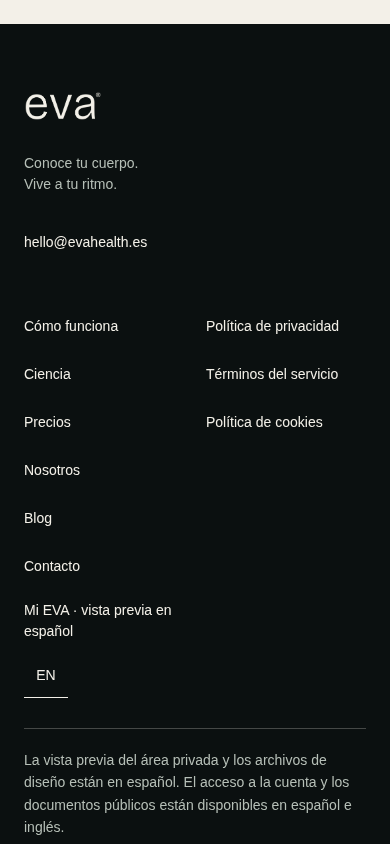 eva®
Conoce tu cuerpo.
Vive a tu ritmo.
hello@evahealth.es
Cómo funciona
Ciencia
Precios
Nosotros
Blog
Contacto
Mi EVA · vista previa en
español
EN
Política de privacidad
Términos del servicio
Política de cookies
La vista previa del área privada y los archivos de
diseño están en español. El acceso a la cuenta y los
documentos públicos están disponibles en español e
inglés.